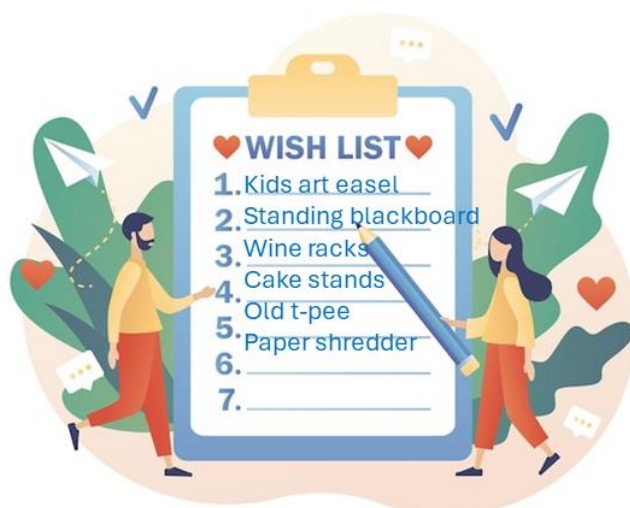 WISH LIST
1. Kids art easel
2. Standing blackboard
3. Wine racks
4. Cake stands
5. Old t-pee
6. Paper shredder
7.